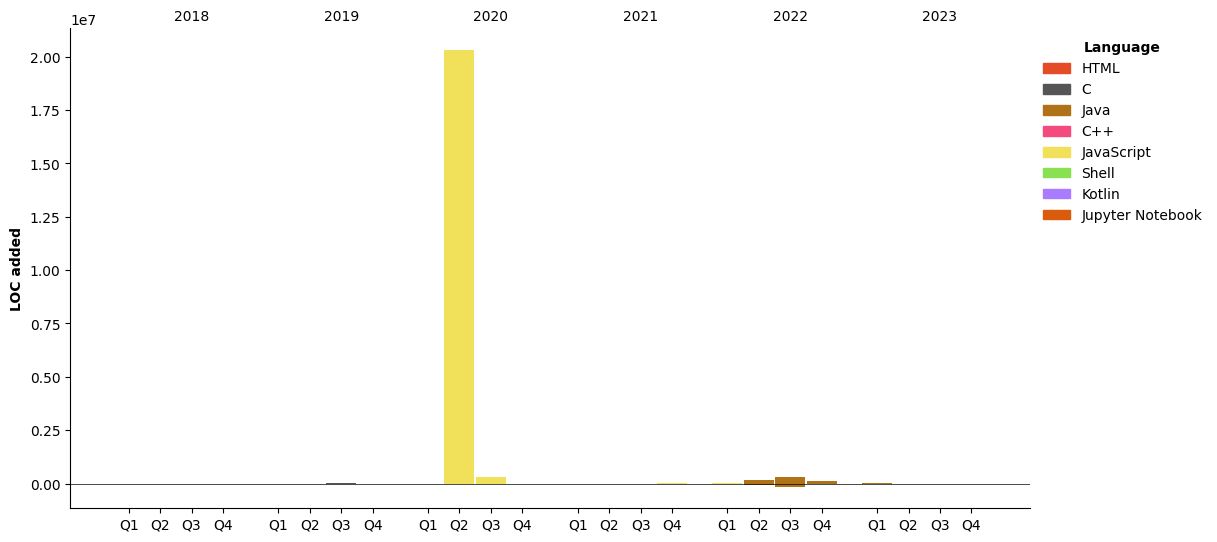 1e7
2018 2019 2020 2021 2022 2023
Language
HTML
C
Java
C++
JavaScript
Shell
Kotlin
Jupyter Notebook
LOC added
2.00
1.75
1.50
1.25
1.00
0.75
0.50
0.25
0.00
Q1 Q2 Q3 Q4 Q1 Q2 Q3 Q4 Q1 Q2 Q3 Q4 Q1 Q2 Q3 Q4 Q1 Q2 Q3 Q4 Q1 Q2 Q3 Q4